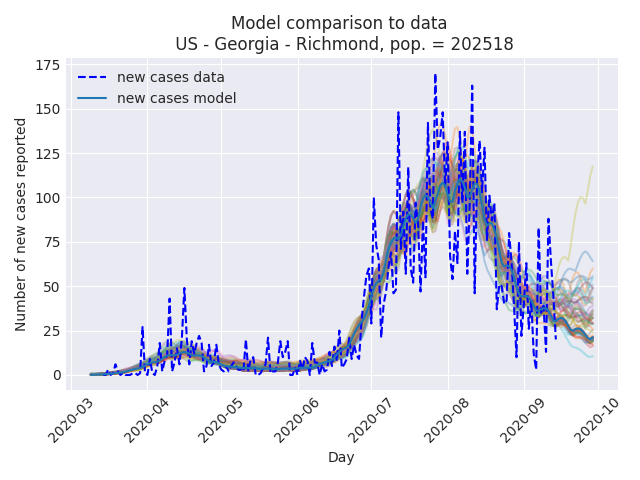 Model comparison to data
US - Georgia - Richmond, pop. = 202518
new cases data
new cases model
Number of new cases reported
175
150
125
100
75
50
25
0
2020-03
2020-04
2020-05
2020-06
2020-07
2020-08
2020-09
2020-10
Day